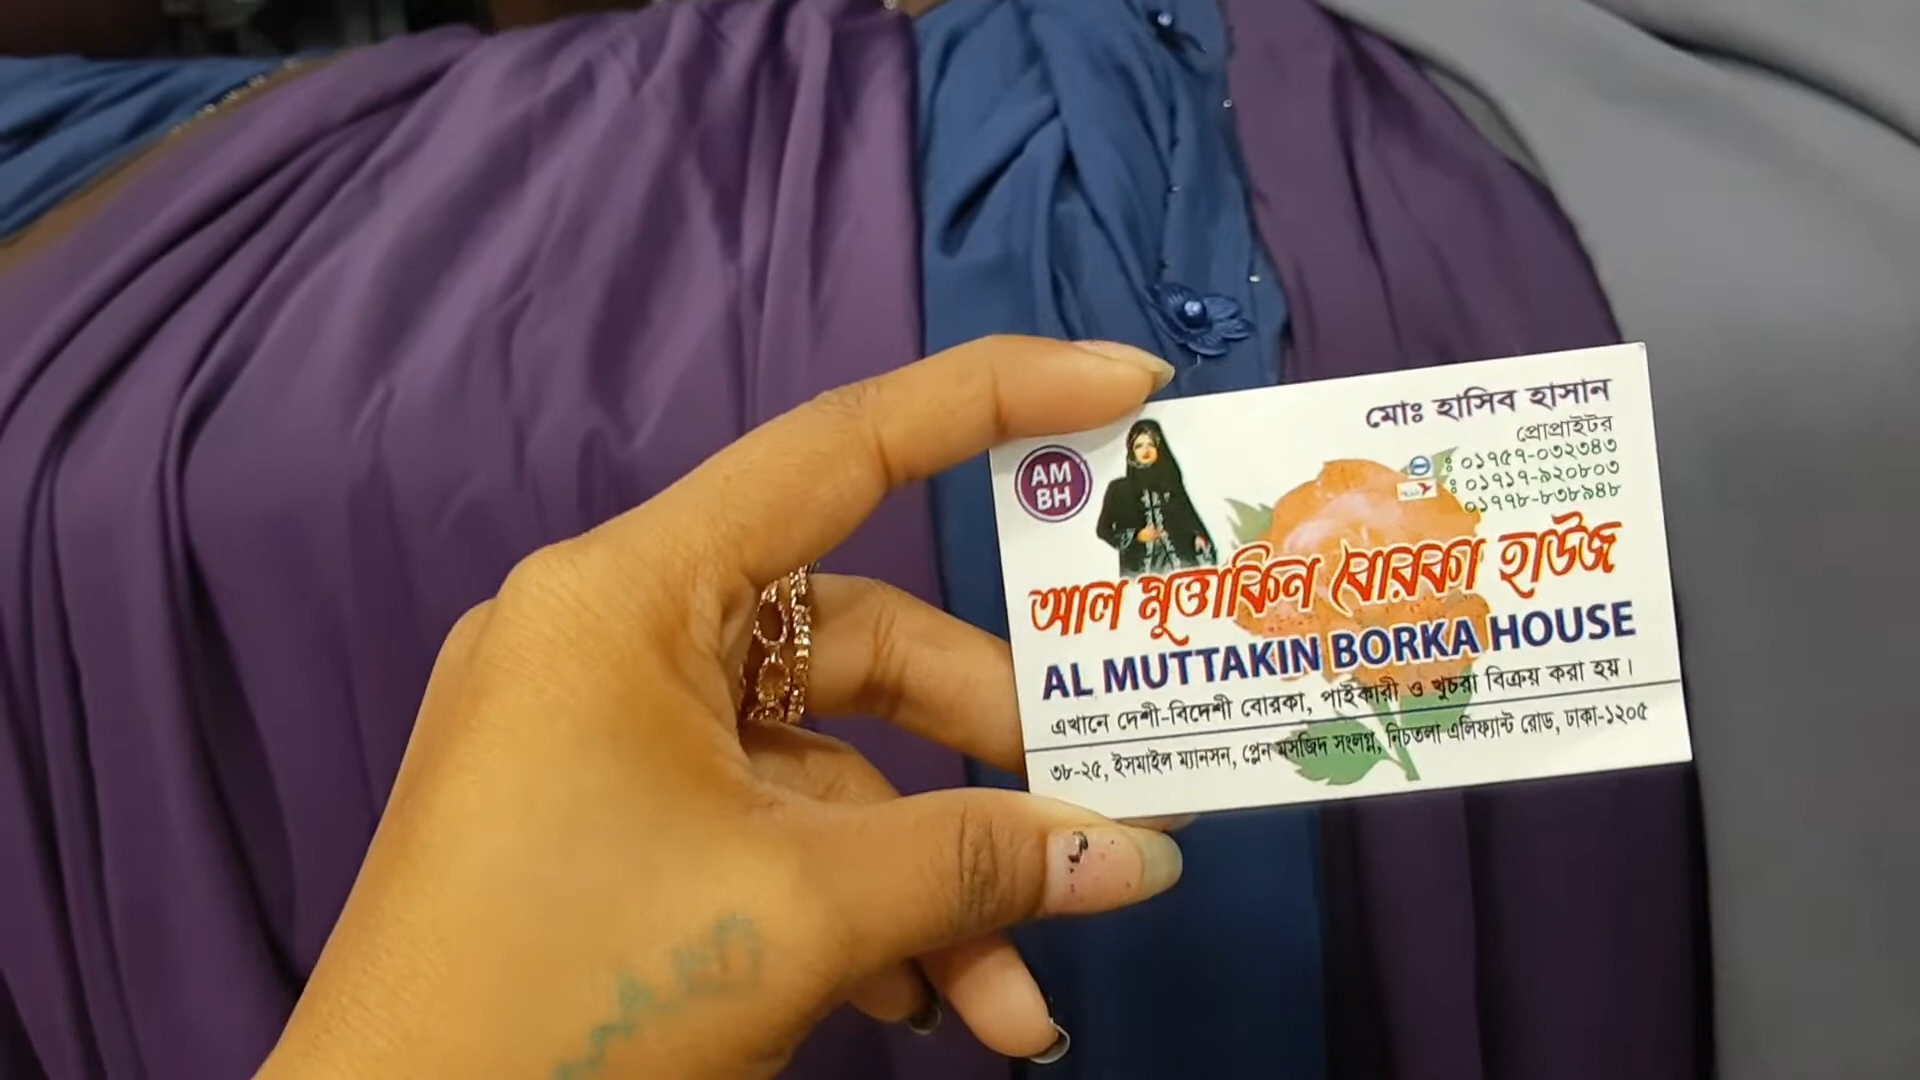 মোঃ হাসিব হাসান
প্রোপ্রাইটর
: ০১৭৫৭-০৩২৩৪৩
: ০১৭১৭-৯২০৮০৩
০১৭৭৮-৮৩৮৯৪৮
AM
BH
আল মুত্তাকিন বোরকা হাউজ
AL MUTTAKIN BORKA HOUSE
এখানে দেশী-বিদেশী বোরকা, পাইকারী ও খুচরা বিক্রয় করা হয়।
৩৮-২৫, ইসমাইল ম্যানসন, প্লেন মসজিদ সংলগ্ন, নিচতলা এলিফ্যান্ট রোড, ঢাকা-১২০৫